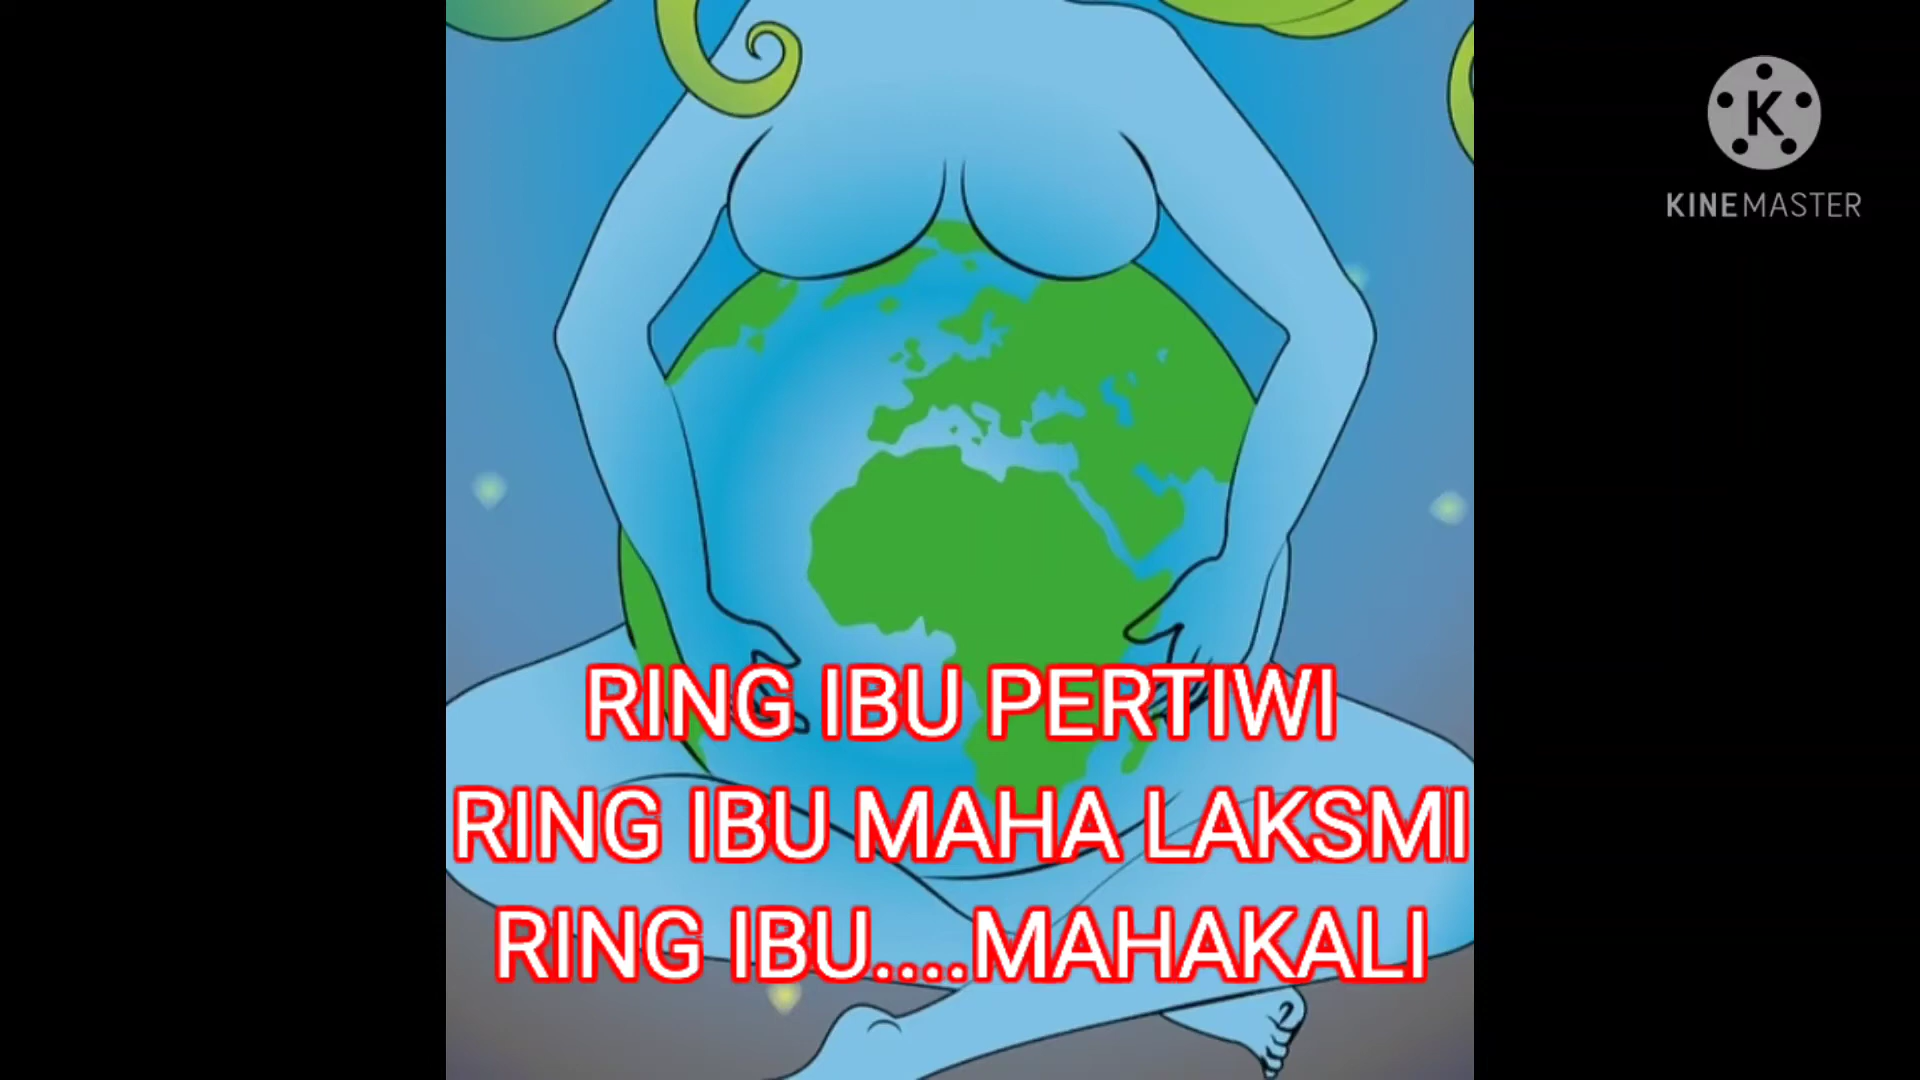 K
KINEMASTER
RING IBU PERTIWI
RING IBU MAHA LAKSMI
RING IBU....MAHAKALI